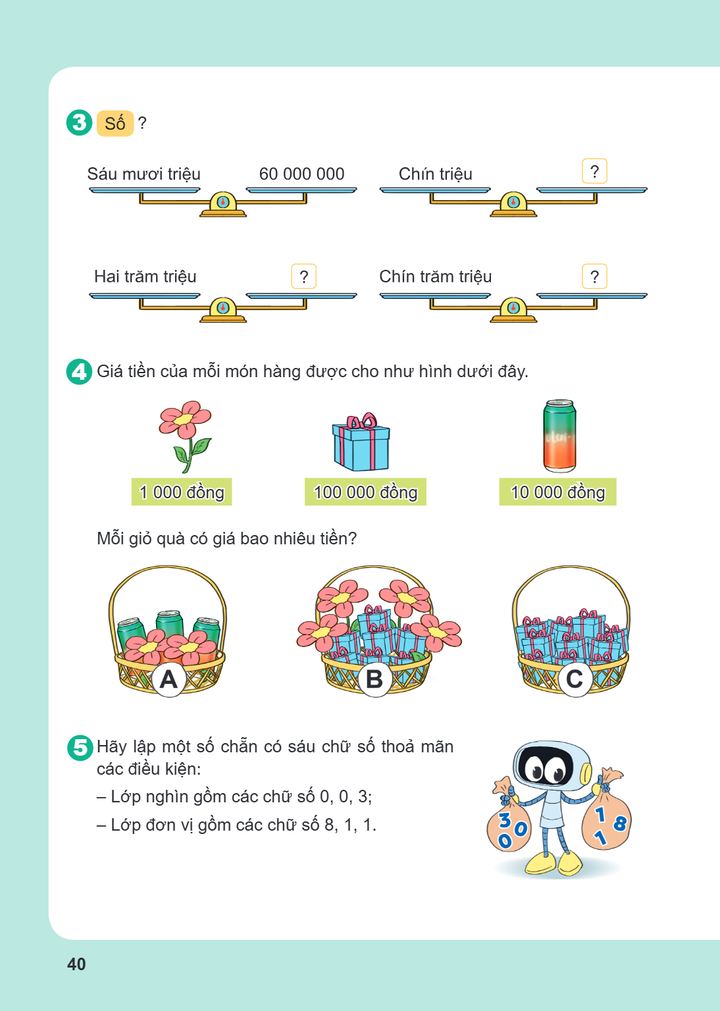 3 Số ?
Sáu mươi triệu 60 000 000 Chín triệu ?
Hai trăm triệu ? Chín trăm triệu ?
4 Giá tiền của mỗi món hàng được cho như hình dưới đây.
1 000 đồng 100 000 đồng 10 000 đồng
Mỗi giỏ quà có giá bao nhiêu tiền?
A B C
5 Hãy lập một số chẵn có sáu chữ số thoả mãn
các điều kiện:
– Lớp nghìn gồm các chữ số 0, 0, 3;
– Lớp đơn vị gồm các chữ số 8, 1, 1.
3 0 0
1 1 8
40